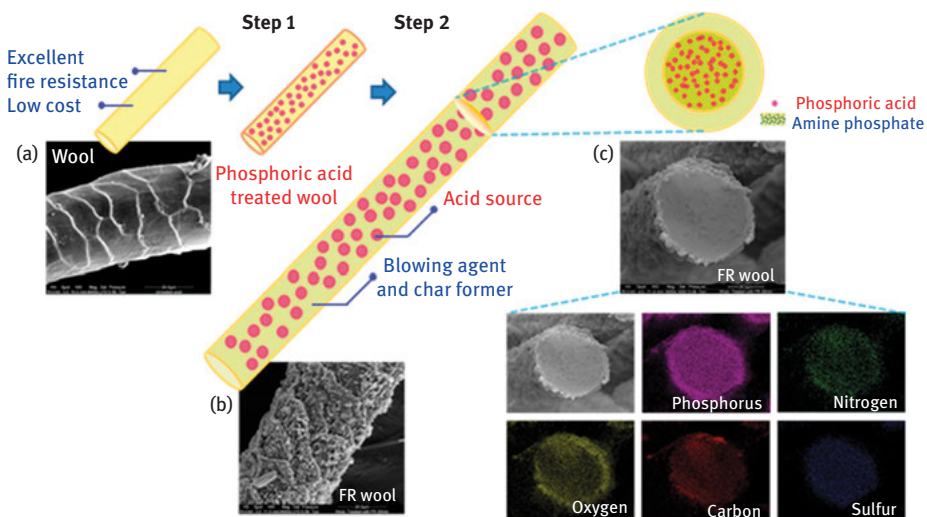 Step 1
Step 2
Excellent
fire resistance
Low cost
Phosphoric acid
Amine phosphate
(a)
Wool
Phosphoric acid
treated wool
Acid source
(c)
FR wool
Blowing agent
and char former
(b)
FR wool
Phosphorus
Nitrogen
Oxygen
Carbon
Sulfur